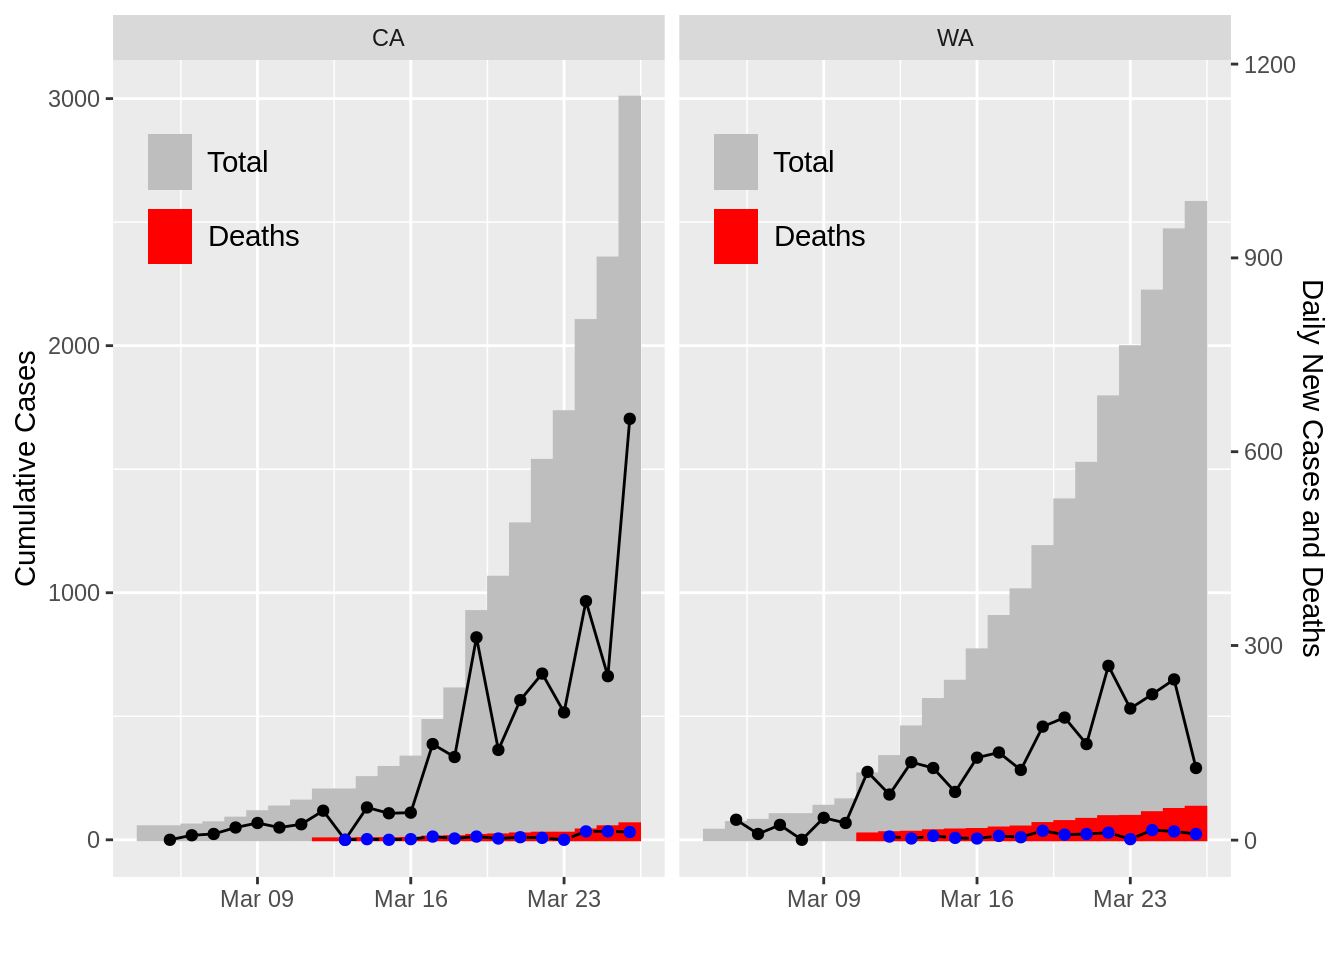 CA
WA
Cumulative Cases
3000
2000
1000
0
Total
Deaths
Total
Deaths
1200
900
600
300
0
Daily New Cases and Deaths
Mar 09
Mar 16
Mar 23
Mar 09
Mar 16
Mar 23